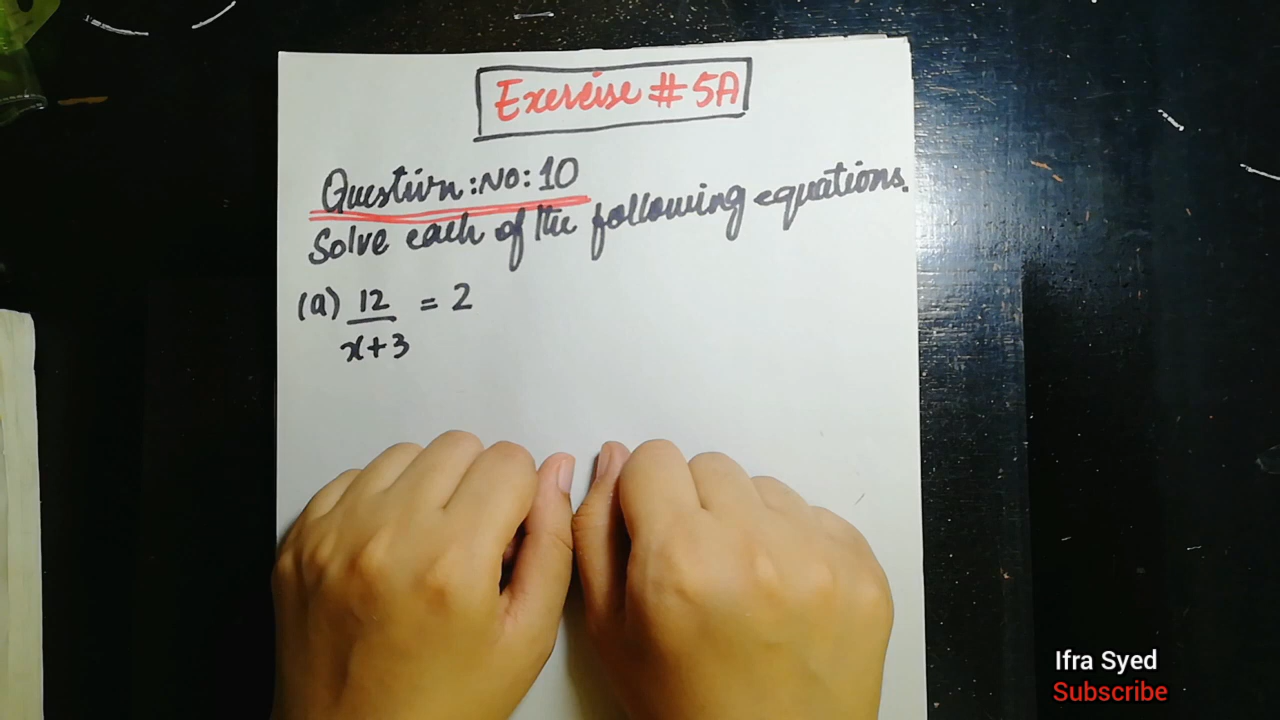 Exercise # 5A
Question:No:10
Solve each of the following equations.
(a) 12/x+3 = 2
Ifra Syed
Subscribe